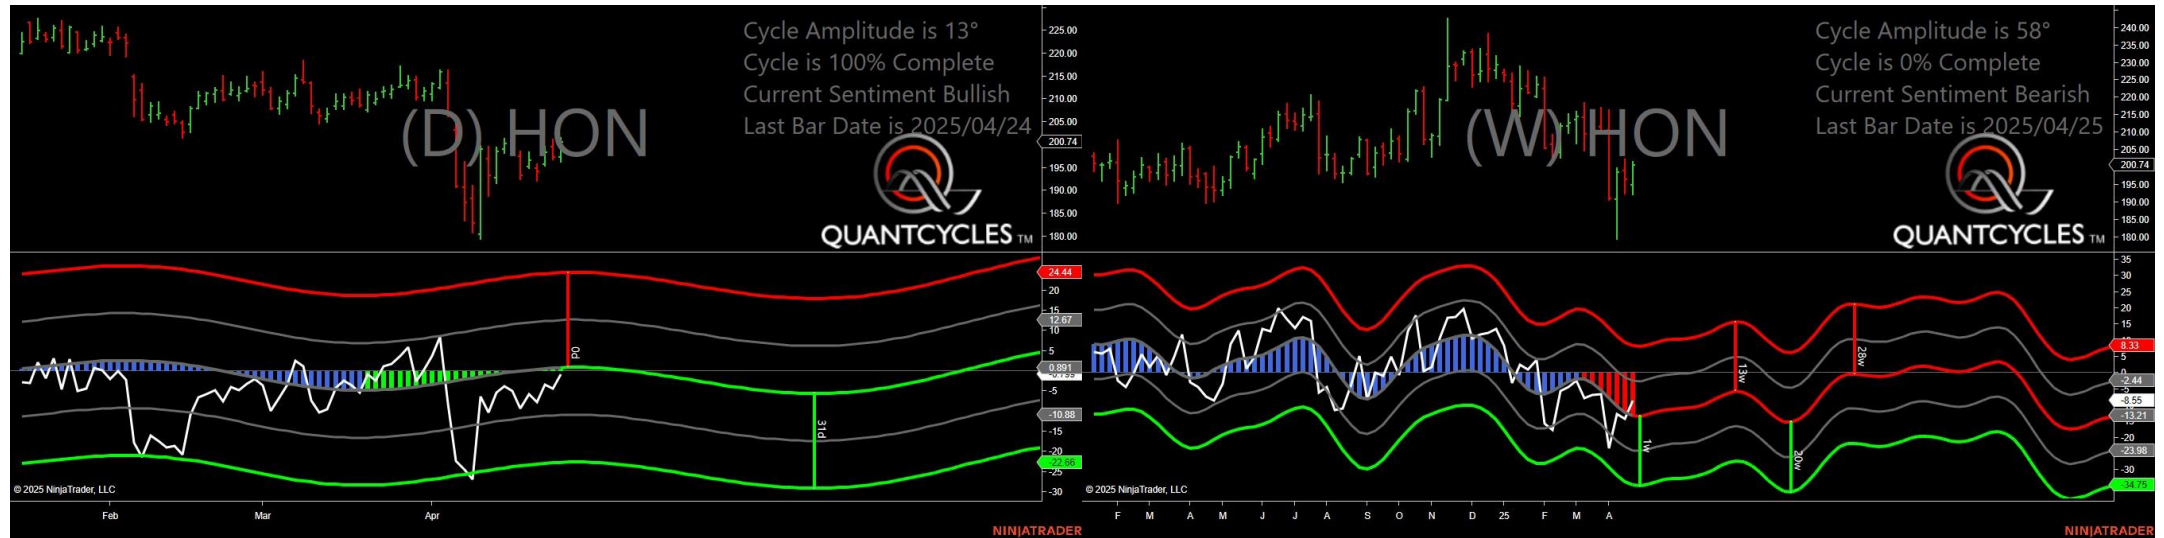 Cycle Amplitude is 13°
Cycle is 100% Complete
Current Sentiment Bullish
Last Bar Date is 2025/04/24
(D) HON
QUANTCYCLES TM
225.00
220.00
215.00
210.00
205.00
200.74
195.00
190.00
185.00
180.00
24.44
20
15
12.67
10
5
0.891
-5
-10.88
-15
-20
-22.66
-25
-30
0d
31d
© 2025 NinjaTrader, LLC
Feb Mar Apr
NINJATRADER
Cycle Amplitude is 58°
Cycle is 0% Complete
Current Sentiment Bearish
Last Bar Date is 2025/04/25
(W) HON
QUANTCYCLES TM
240.00
235.00
230.00
225.00
220.00
215.00
210.00
205.00
200.74
195.00
190.00
185.00
180.00
35
30
25
20
15
8.33
5
0
-2.44
-5
-8.55
-13.21
-20
-23.98
-30
-34.75
1w
13w
20w
28w
© 2025 NinjaTrader, LLC
F M A M J J A S O N D 25 F M A
NINJATRADER